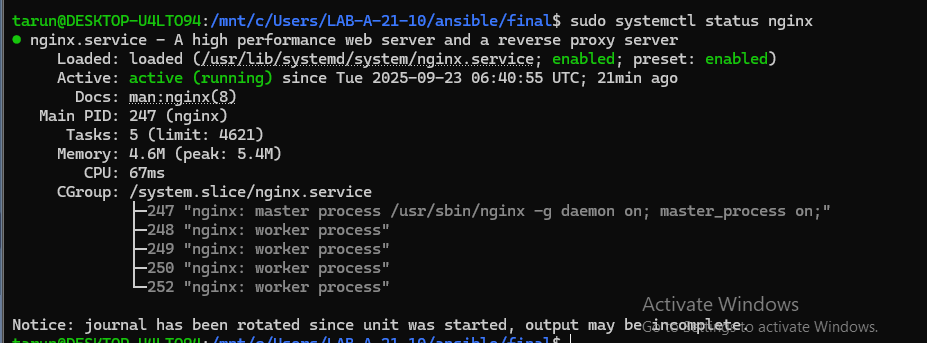 tarun@DESKTOP-U4LTO94:/mnt/c/Users/LAB-A-21-10/ansible/final$ sudo systemctl status nginx
● nginx.service - A high performance web server and a reverse proxy server
Loaded: loaded (/usr/lib/systemd/system/nginx.service; enabled; preset: enabled)
Active: active (running) since Tue 2025-09-23 06:40:55 UTC; 21min ago
Docs: man:nginx(8)
Main PID: 247 (nginx)
Tasks: 5 (limit: 4621)
Memory: 4.6M (peak: 5.4M)
CPU: 67ms
CGroup: /system.slice/nginx.service
├─247 "nginx: master process /usr/sbin/nginx -g daemon on; master_process on;"
├─248 "nginx: worker process"
├─249 "nginx: worker process"
├─250 "nginx: worker process"
└─252 "nginx: worker process"
Activate Windows
Notice: journal has been rotated since unit was started, output may be incomplete.
Go to Settings to activate Windows.
tarun@DESKTOP-U4LTO94:/mnt/c/Users/LAB-A-21-10/ansible/final$